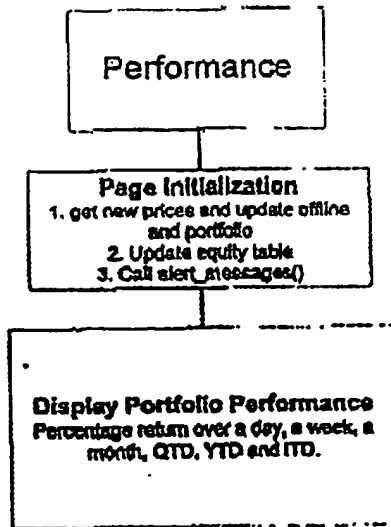 Performance
Page Initialization
1. get new prices and update offline
and portfolio
2. Update equity table
3. Call alert_messages()
Display Portfolio Performance
Percentage return over a day, a week, a
month, QTD, YTD and ITD.